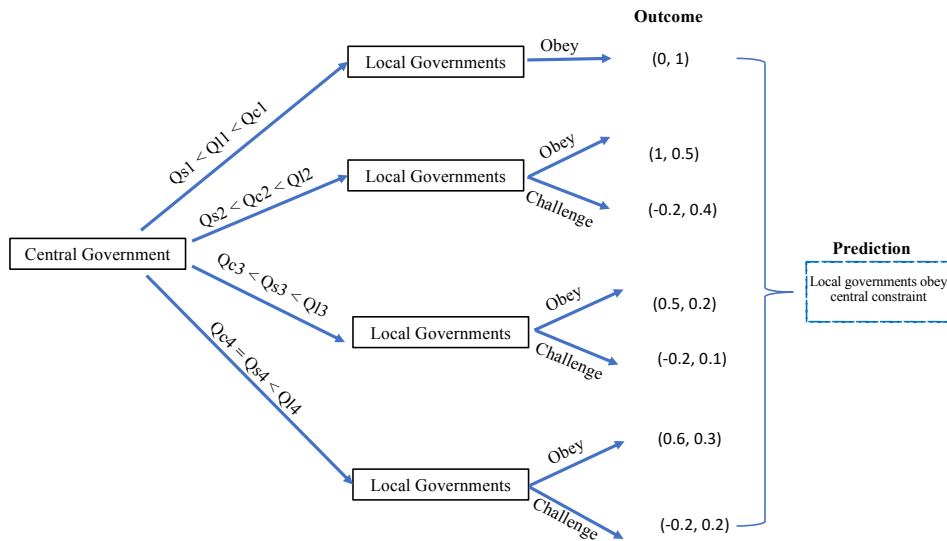 Outcome
Obey
Local Governments
(0, 1)
Qs1 < Ql1 < Qc1
Obey
(1, 0.5)
Local Governments
Qs2 < Qc2 < Ql2
Challenge
(-0.2, 0.4)
Central Government
Prediction
Local governments obey
central constraint
Qc3 < Qs3 < Ql3
Obey
(0.5, 0.2)
Local Governments
Challenge
(-0.2, 0.1)
Qc4 = Qs4 < Ql4
Obey
(0.6, 0.3)
Local Governments
Challenge
(-0.2, 0.2)